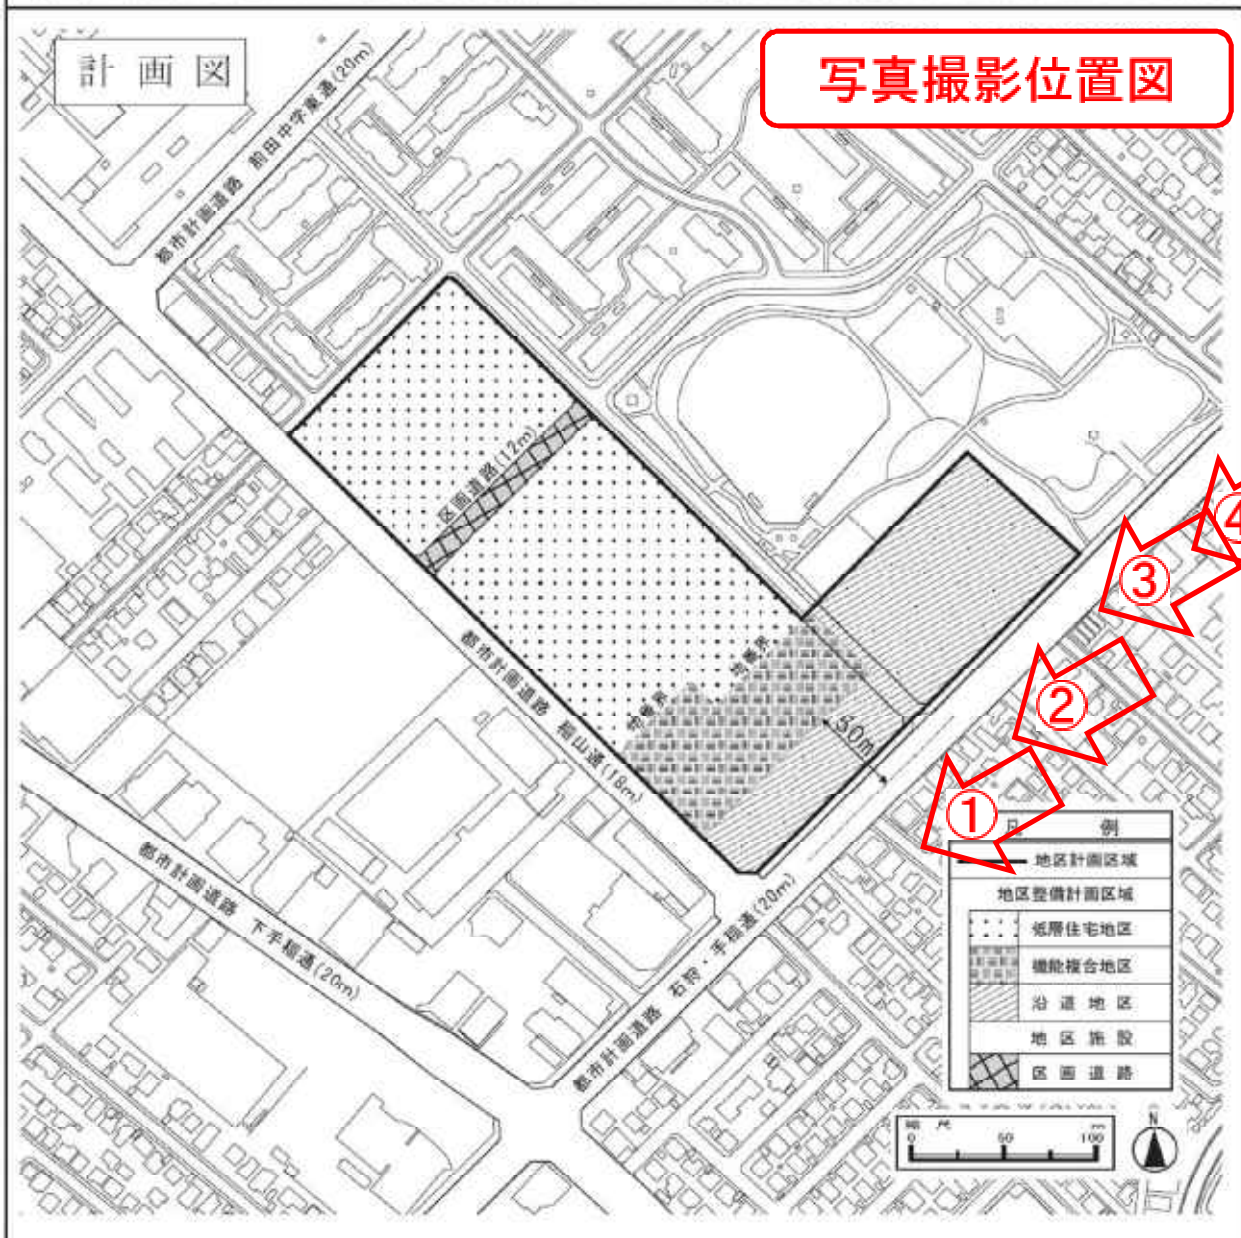 計画図
写真撮影位置図
都市計画道路 前田中学東通(20m)
区画道路(12m)
④
③
②
①
都市計画道路 稲山通(18m)
30m
都市計画道路 下手稲通(20m)
都市計画道路 石狩・手稲通(20m)
凡例
地区計画区域
地区整備計画区域
低層住宅地区
機能複合地区
沿道地区
地区施設
区画道路
N
縮尺 m
0 50 100